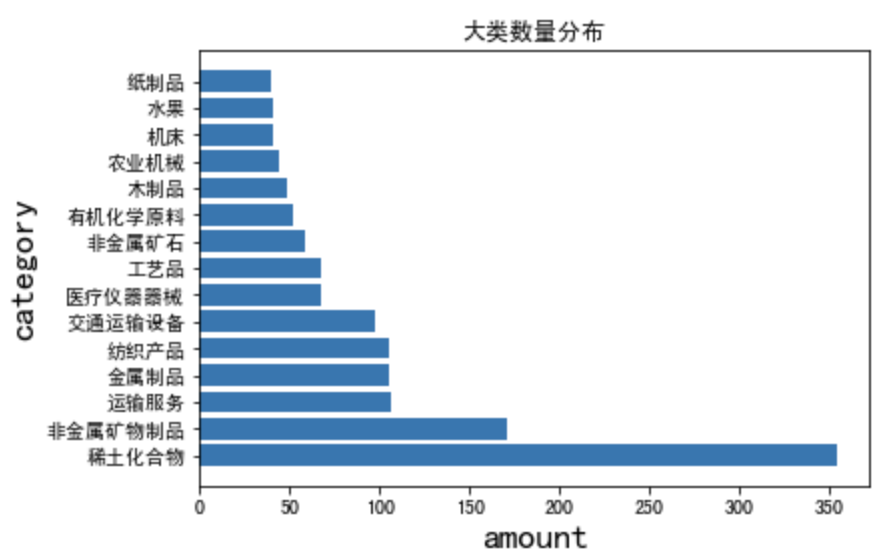 大类数量分布
category
纸制品
水果
机床
农业机械
木制品
有机化学原料
非金属矿石
工艺品
医疗仪器器械
交通运输设备
纺织产品
金属制品
运输服务
非金属矿物制品
稀土化合物
0 50 100 150 200 250 300 350
amount